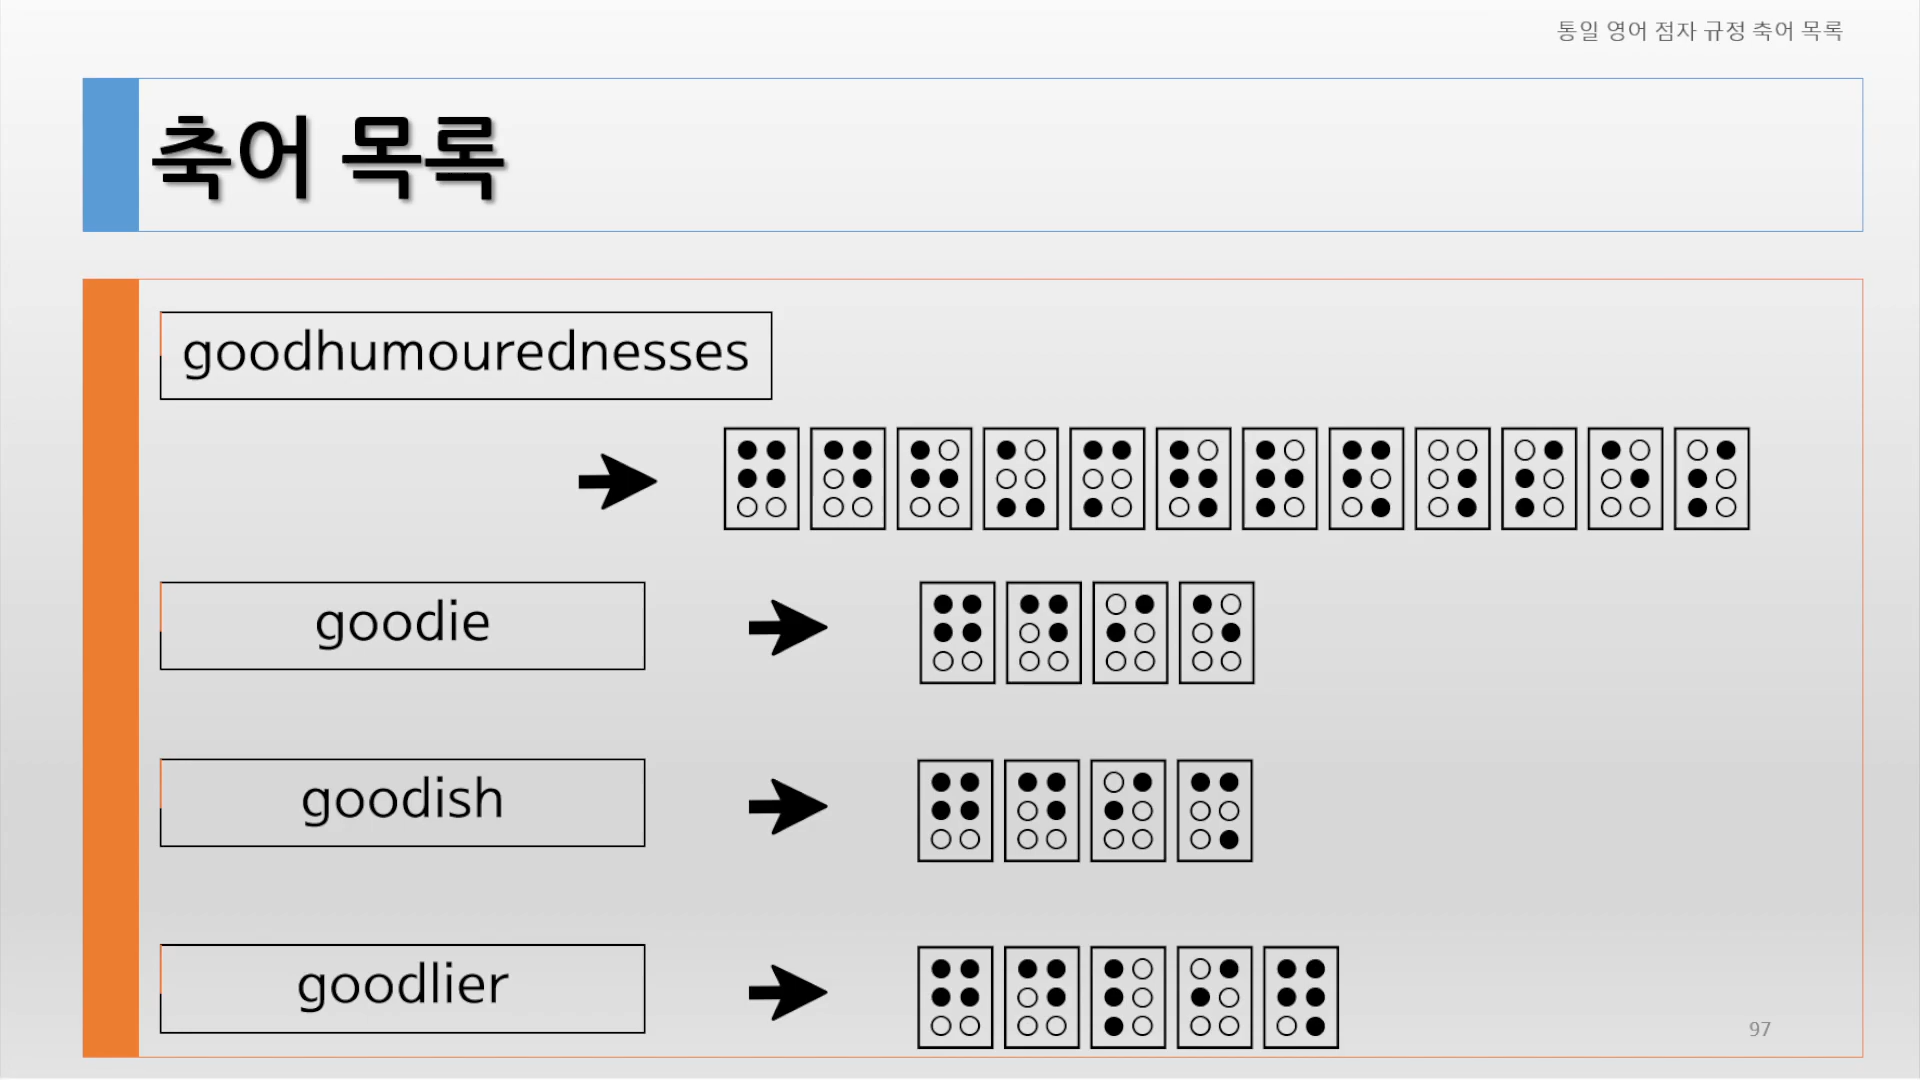 통일 영어 점자 규정 축어 목록
축어 목록
goodhumourednesses
goodie
goodish
goodlier
97